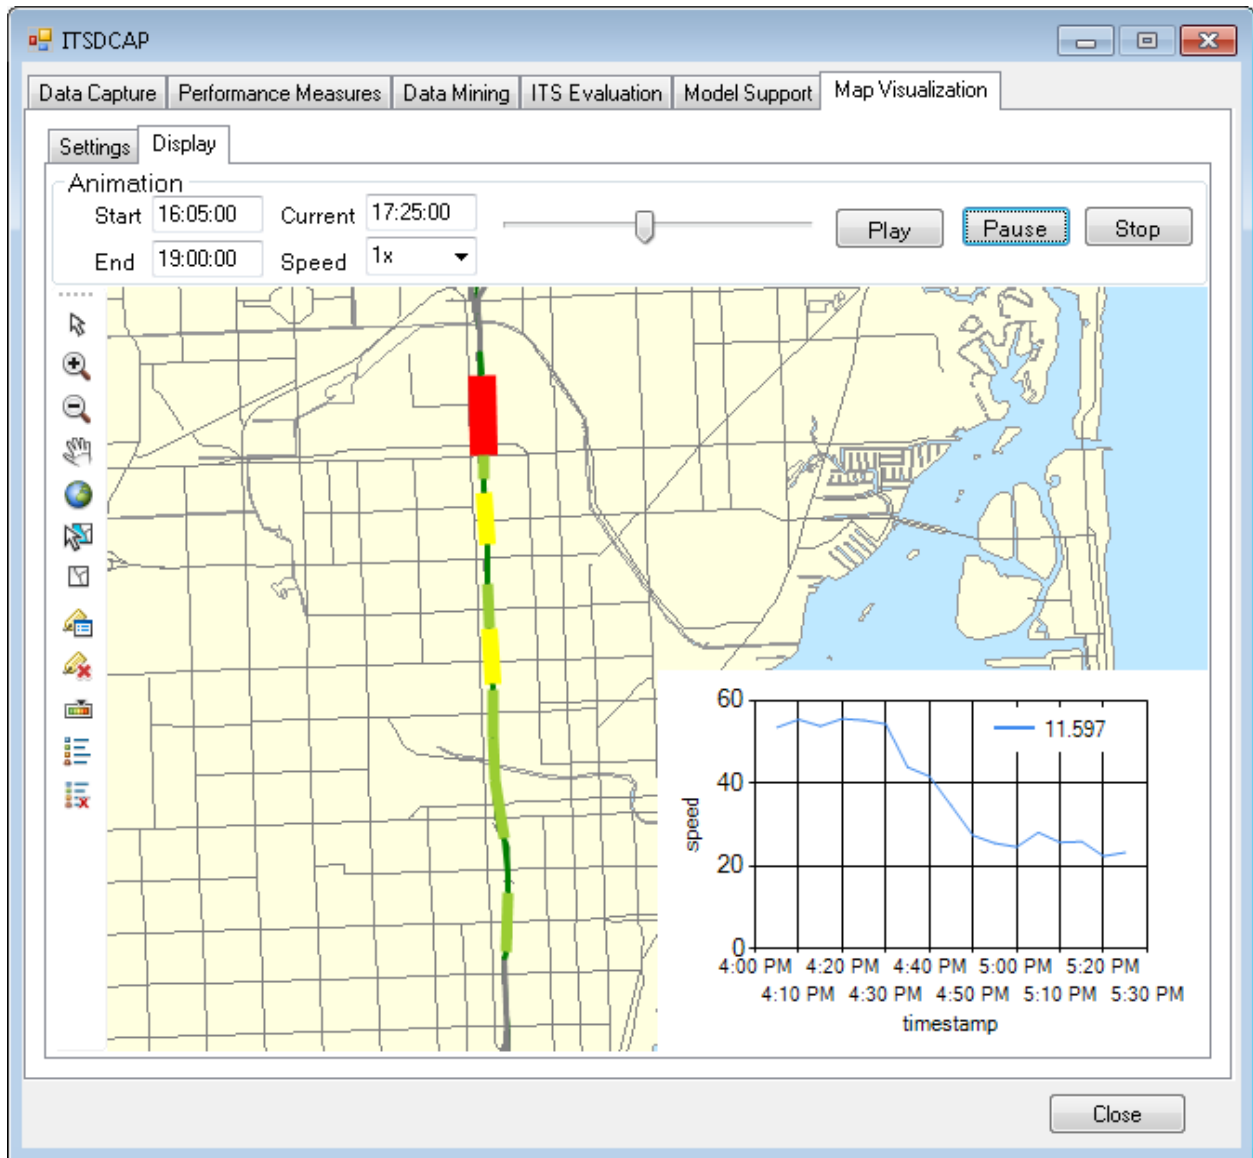 ITSDCAP
Data Capture Performance Measures Data Mining ITS Evaluation Model Support Map Visualization
Settings Display
Animation
Start 16:05:00 Current 17:25:00 Play Pause Stop
End 19:00:00 Speed 1x
60
11.597
40
speed
20
0
4:00 PM 4:20 PM 4:40 PM 5:00 PM 5:20 PM
4:10 PM 4:30 PM 4:50 PM 5:10 PM 5:30 PM
timestamp
Close